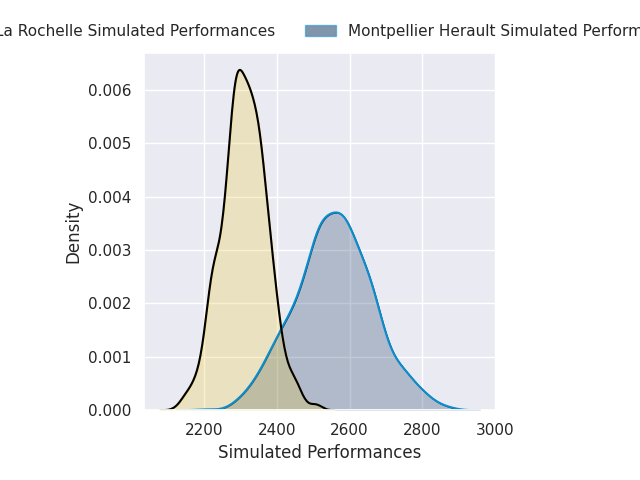 La Rochelle Simulated Performances
Montpellier Herault Simulated Perform
0.006
0.005
0.004
0.003
0.002
0.001
0.000
Density
2200 2400 2600 2800 3000
Simulated Performances